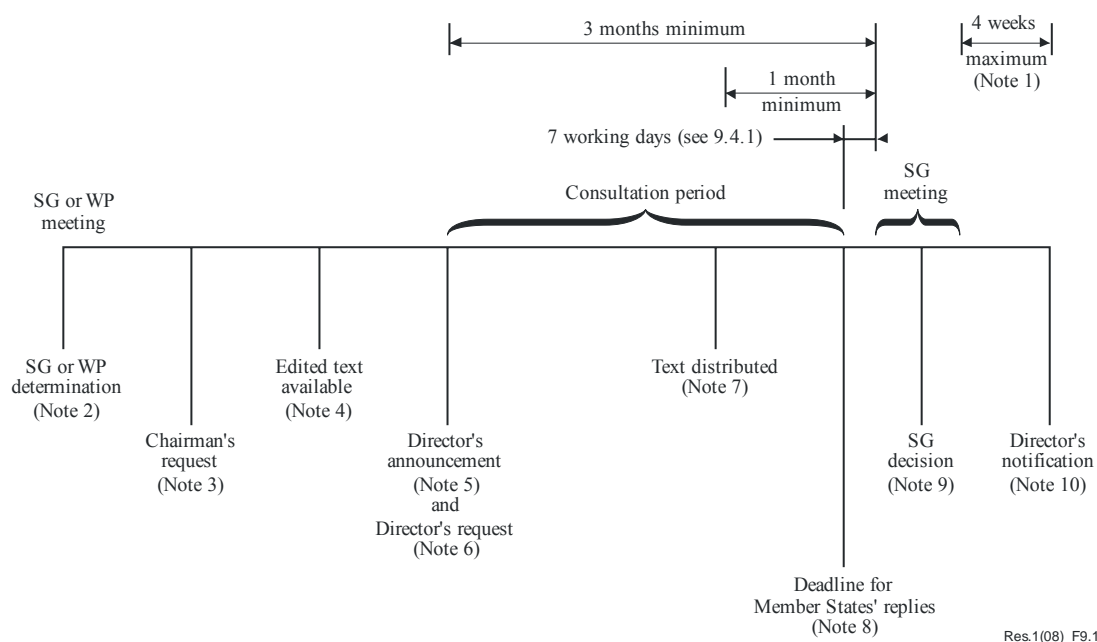 3 months minimum
4 weeks
maximum
(Note 1)
1 month
minimum
7 working days (see 9.4.1)
SG or WP
meeting
Consultation period
SG
meeting
SG or WP
determination
(Note 2)
Chairman's
request
(Note 3)
Edited text
available
(Note 4)
Director's
announcement
(Note 5)
and
Director's request
(Note 6)
Text distributed
(Note 7)
Deadline for
Member States' replies
(Note 8)
SG
decision
(Note 9)
Director's
notification
(Note 10)
Res.1(08)_F9.1